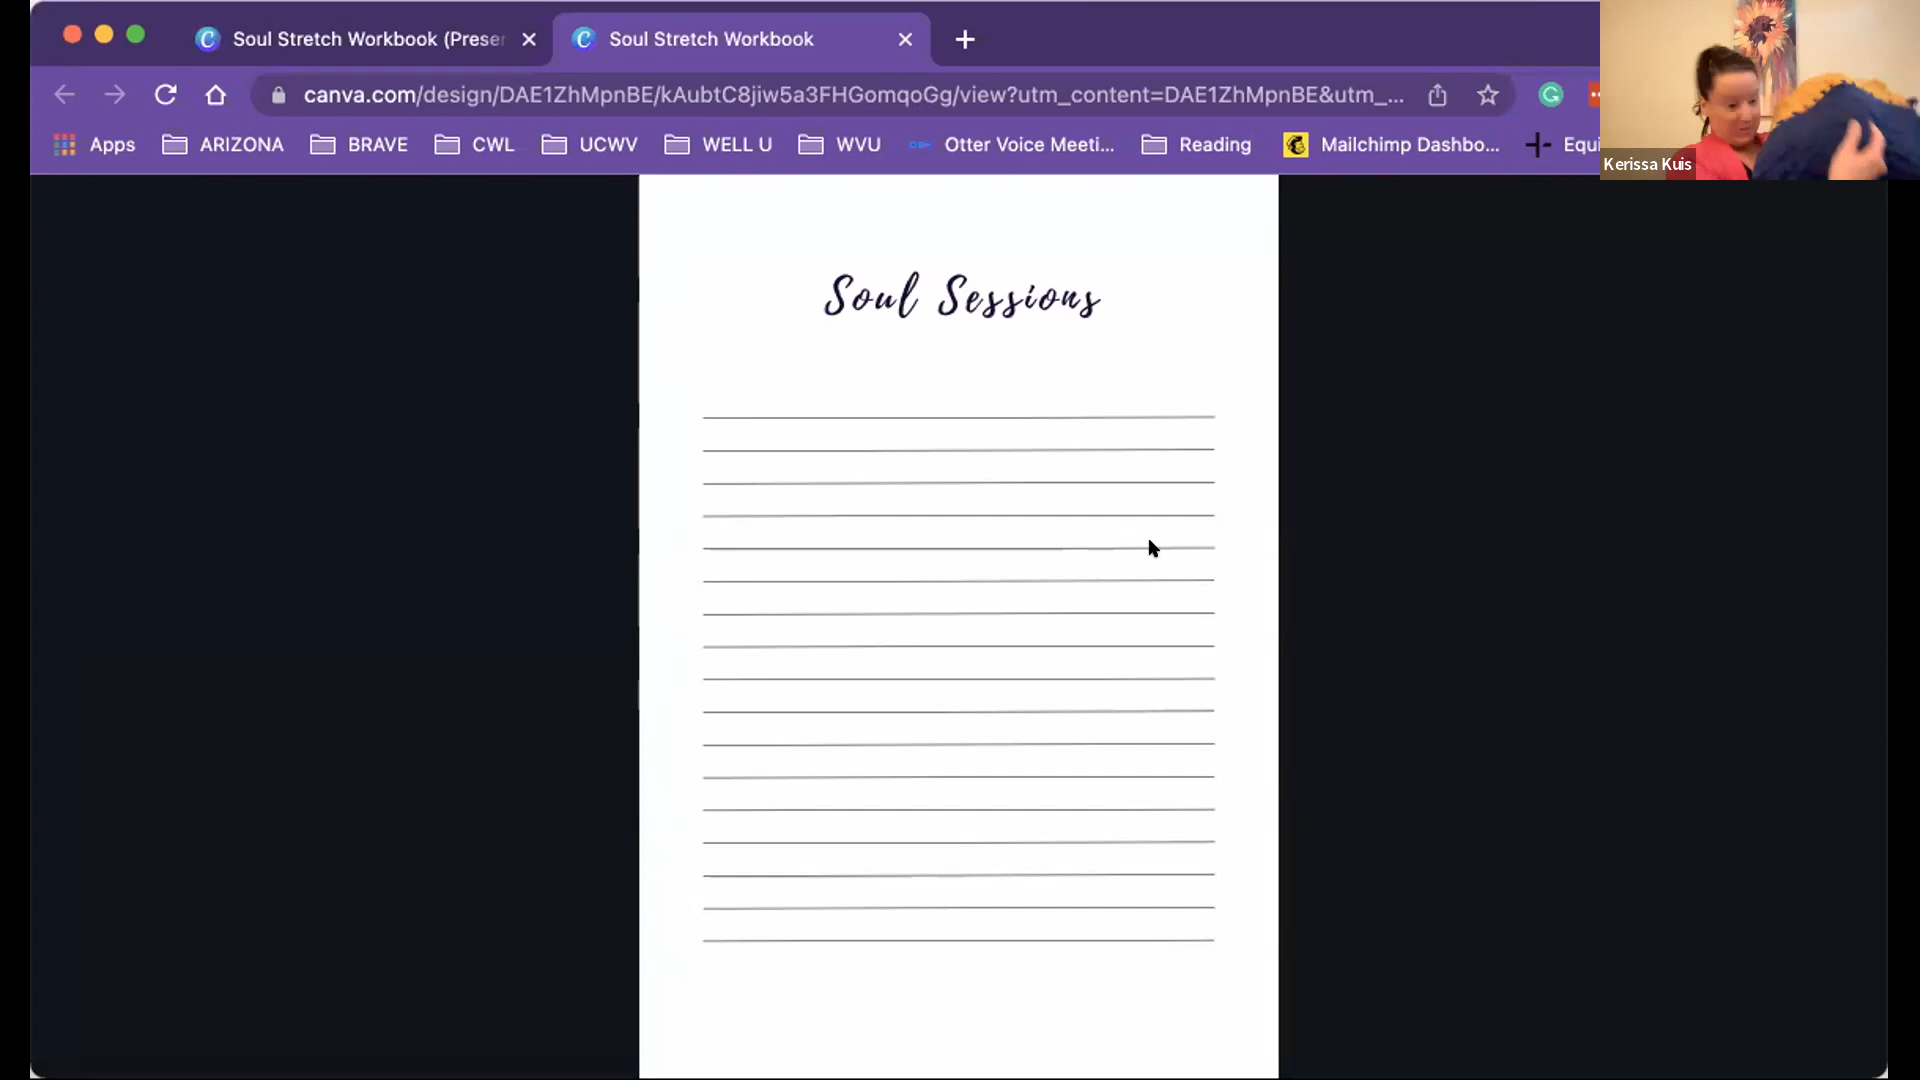 Soul Stretch Workbook (Preser
Soul Stretch Workbook
canva.com/design/DAE1ZhMpnBE/kAubtC8jiw5a3FHGomqoGg/view?utm_content=DAE1ZhMpnBE&utm_...
Apps ARIZONA BRAVE CWL UCWV WELL U WVU Otter Voice Meeti... Reading Mailchimp Dashbo... Equi
Kerissa Kuis
Soul Sessions